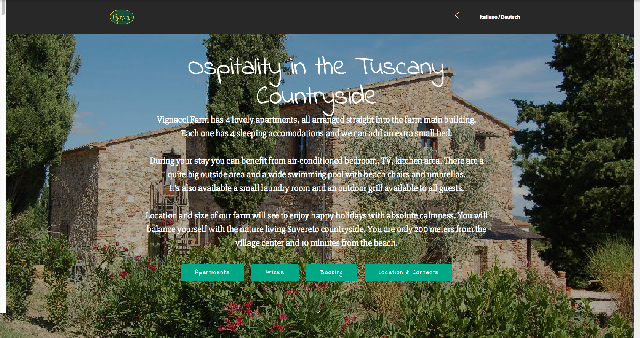 Italiano / Deutsch
Ospitality in the Tuscany
Countryside
Vignacci Farm has 4 lovely apartments, all arranged straight into the farm main building.
Each one has 4 sleeping accomodations and we can add an extra small bed.
During your stay you can benefit from air-conditioned bedroom, TV, kitchen area. There are a
quite big outside area and a wide swimming pool with beach chairs and umbrellas.
It's also available a small laundry room and an outdoor grill available to all guests.
Location and size of our farm will see to enjoy happy holidays with absolute calmness. You will
balance yourself with the nature living Suvereto countryside. You are only 200 meters from the
village center and 10 minutes from the beach.
Apartments
Prices
Booking
Location & Contacts